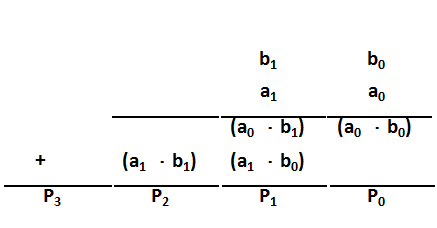 b₁ b₀
a₁ a₀
(a₀ · b₁) (a₀ · b₀)
+ (a₁ · b₁) (a₁ · b₀)
P₃ P₂ P₁ P₀